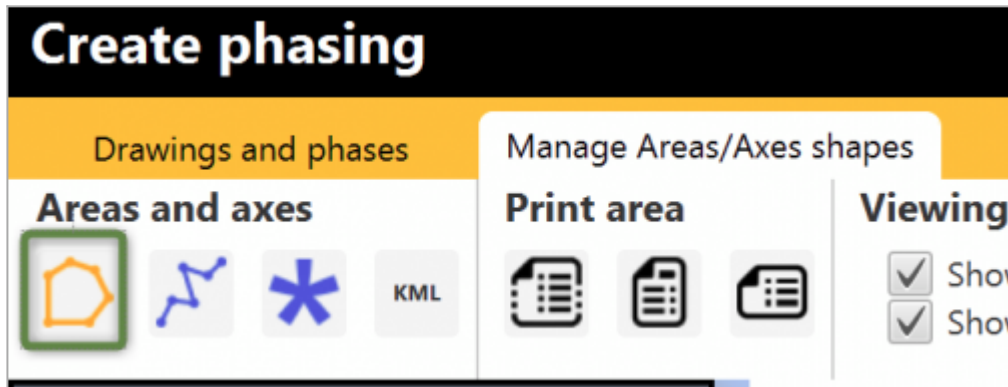 Create phasing
Drawings and phases
Manage Areas/Axes shapes
Areas and axes
Print area
Viewing
KML